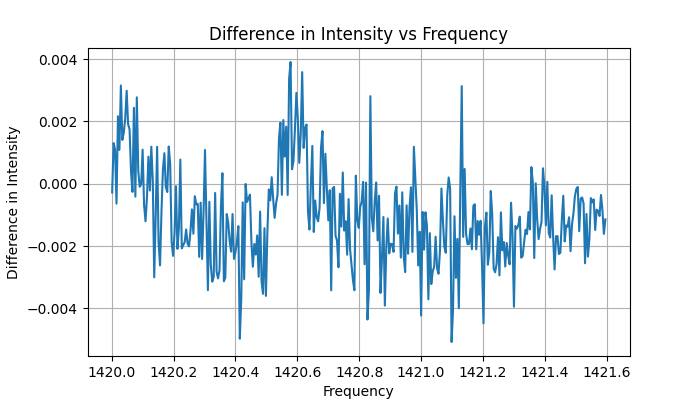 Difference in Intensity vs Frequency
Difference in Intensity
0.004
0.002
0.000
−0.002
−0.004
1420.0 1420.2 1420.4 1420.6 1420.8 1421.0 1421.2 1421.4 1421.6
Frequency